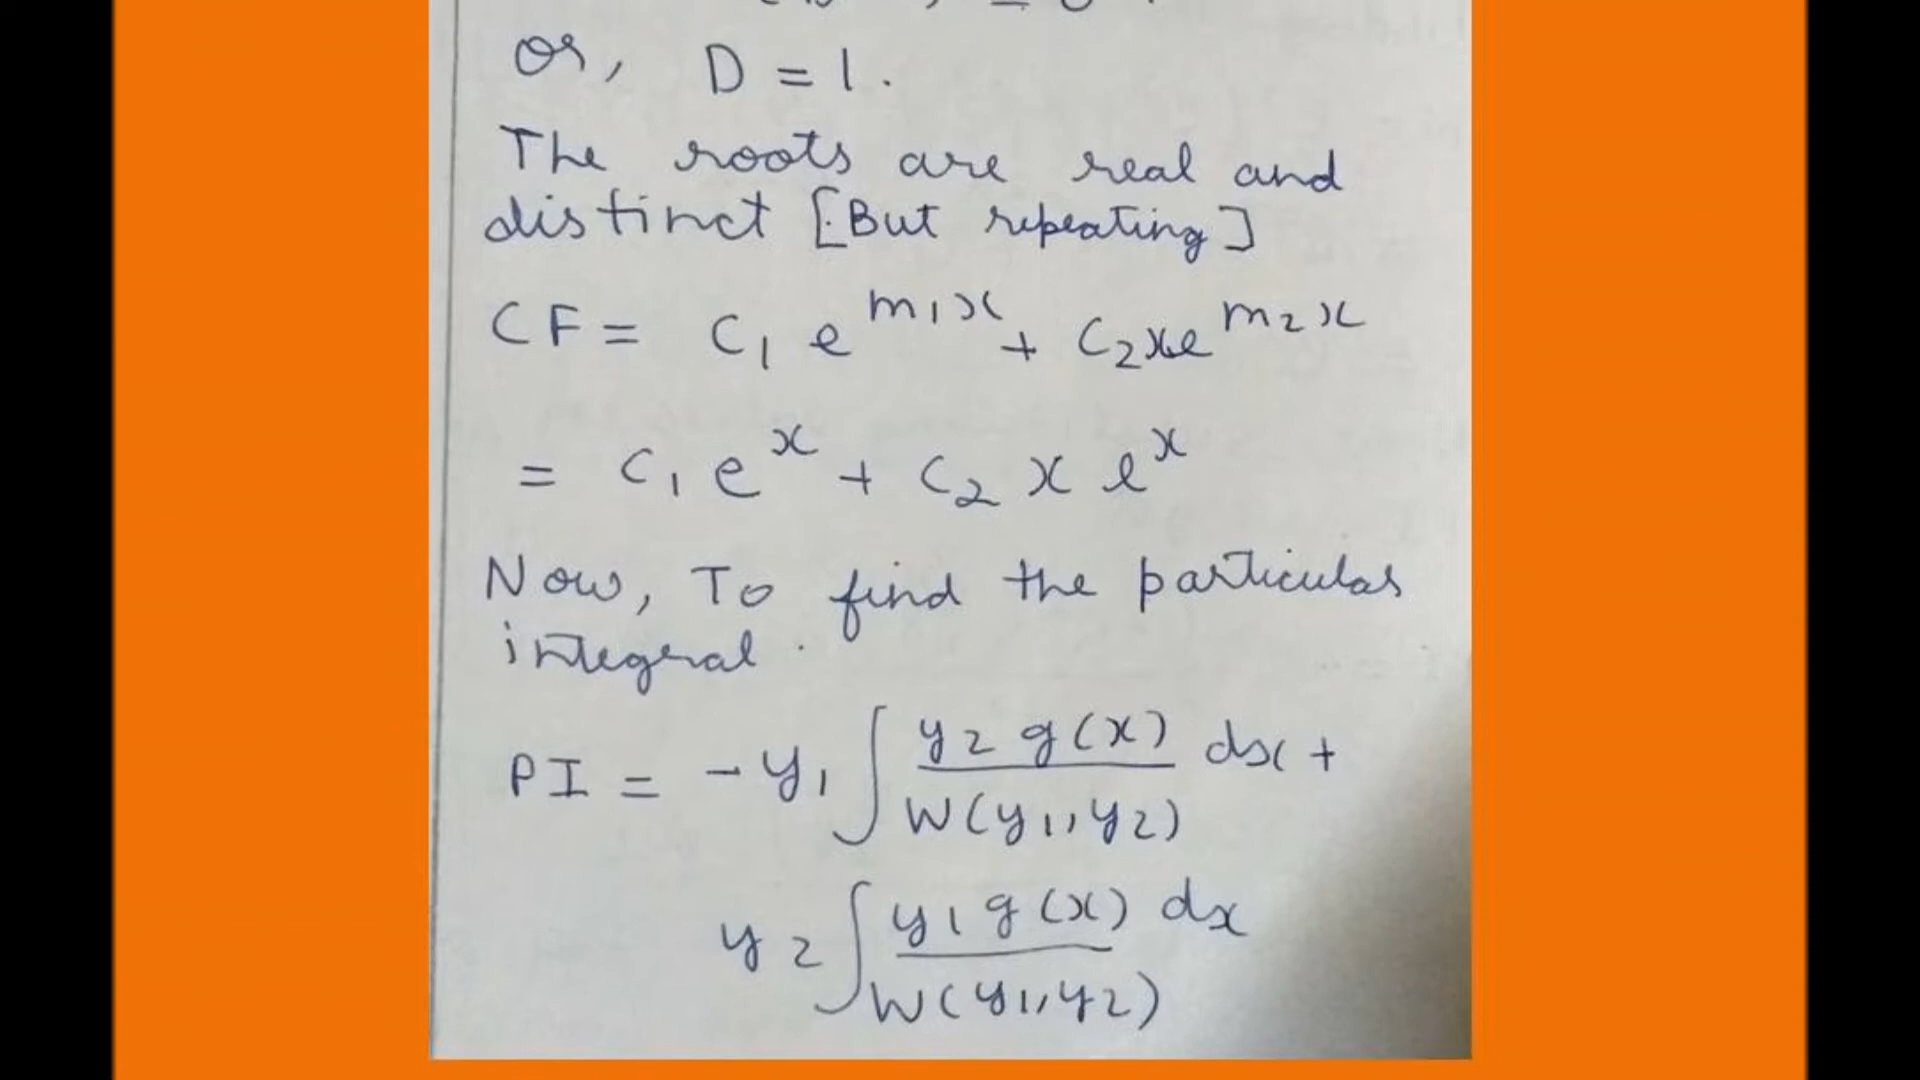 or, D = 1.
The roots are real and
distinct [But repeating]
CF = C₁ e^{m₁x} + C₂xe^{m₂x}
= C₁ e^x + C₂ x e^x
Now, To find the particular
integral.
PI = -y₁ ∫ y₂ g(x) / W(y₁, y₂) dx +
y₂ ∫ y₁ g(x) / W(y₁, y₂) dx